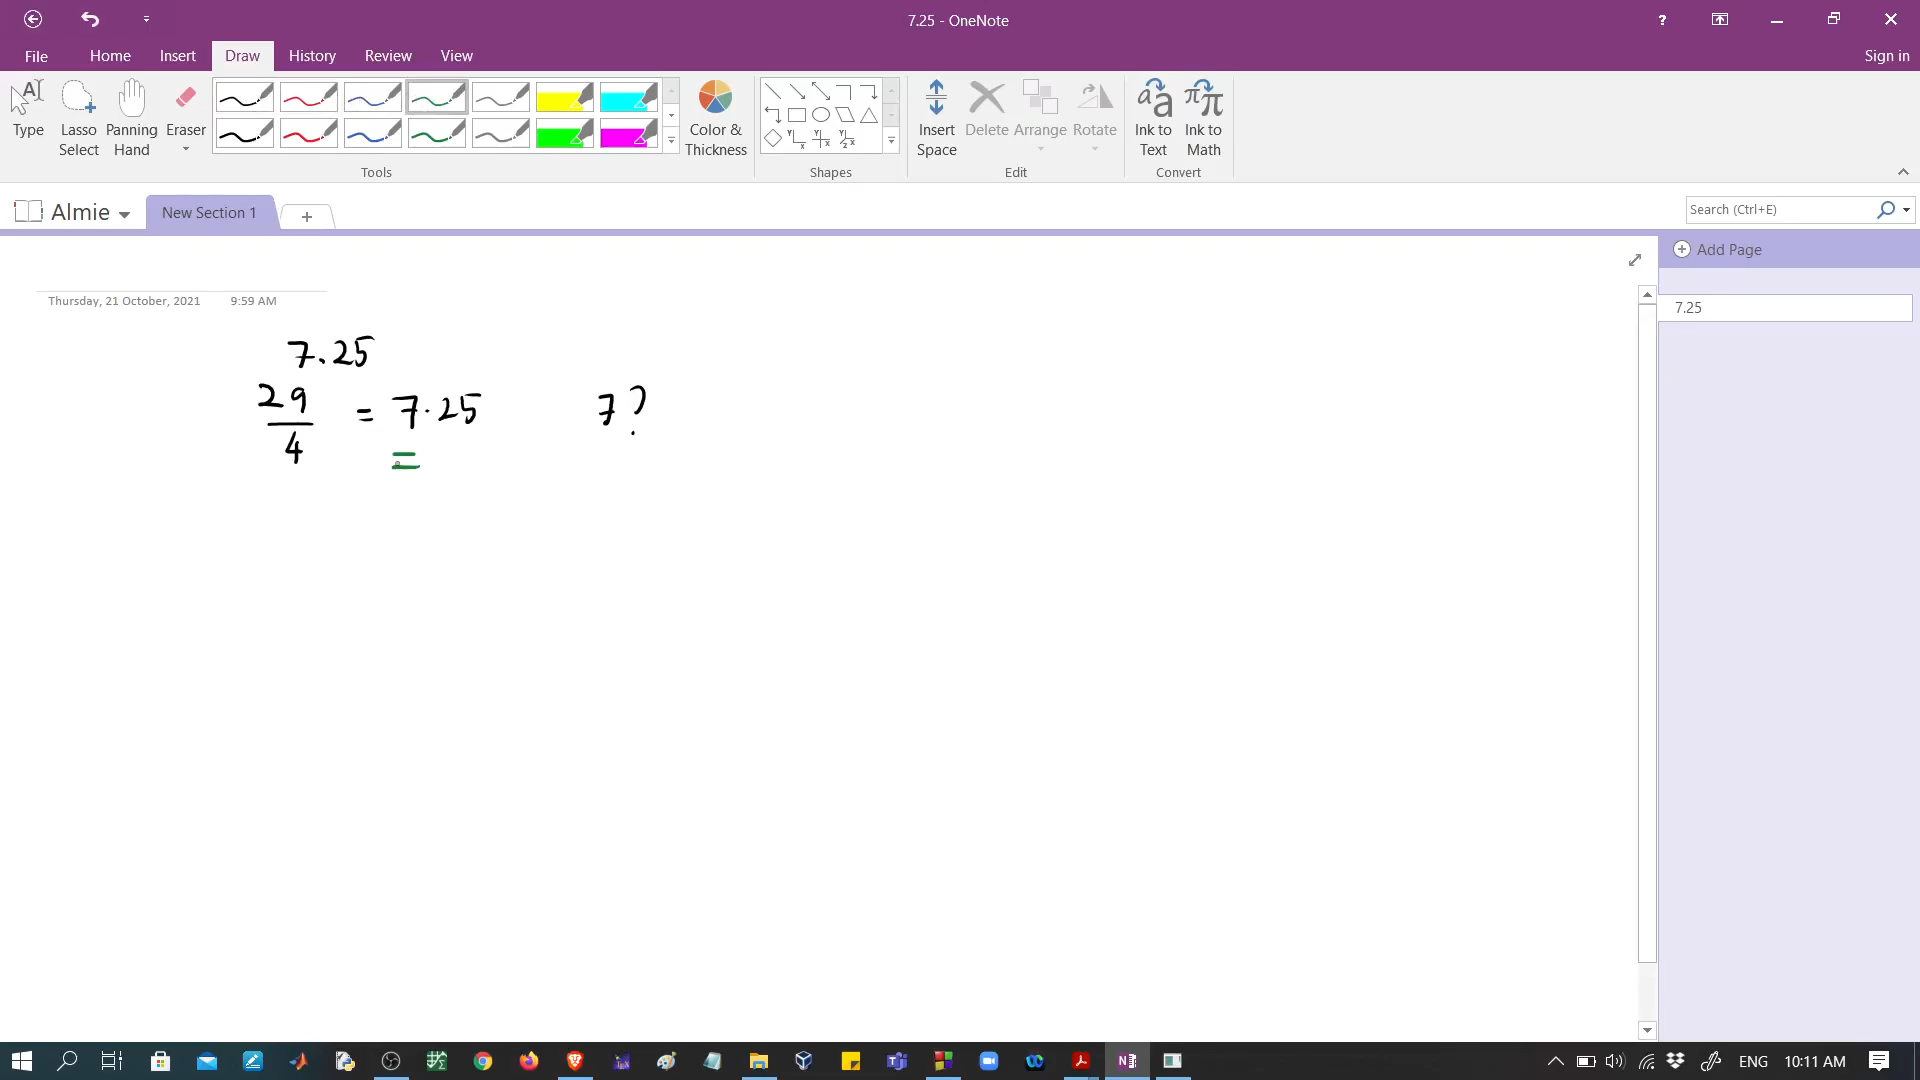 7.25 - OneNote
File Home Insert Draw History Review View Sign in
Type
Lasso Select
Panning Hand
Eraser
Color & Thickness
Insert Space
Delete
Arrange
Rotate
Ink to Text
Ink to Math
Tools Shapes Edit Convert
Almie New Section 1 +
Search (Ctrl+E)
Add Page
7.25
Thursday, 21 October, 2021 9:59 AM
7.25
29
4
= 7.25 7?
=
ENG 10:11 AM